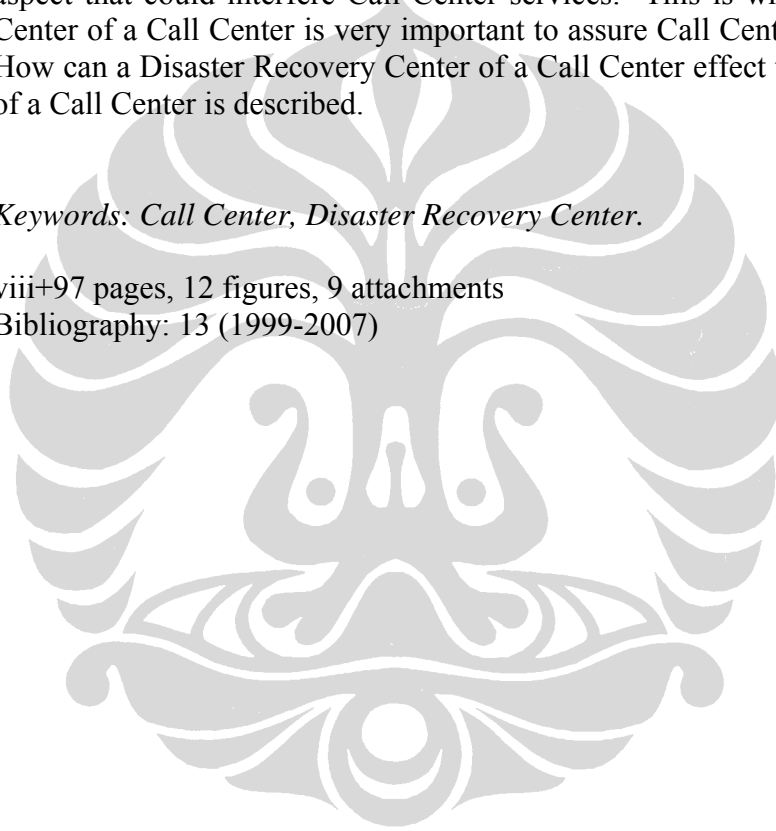 aspect that could interfere Call Center services. This is w
Center of a Call Center is very important to assure Call Cent
How can a Disaster Recovery Center of a Call Center effect
of a Call Center is described.
Keywords: Call Center, Disaster Recovery Center.
viii+97 pages, 12 figures, 9 attachments
Bibliography: 13 (1999-2007)